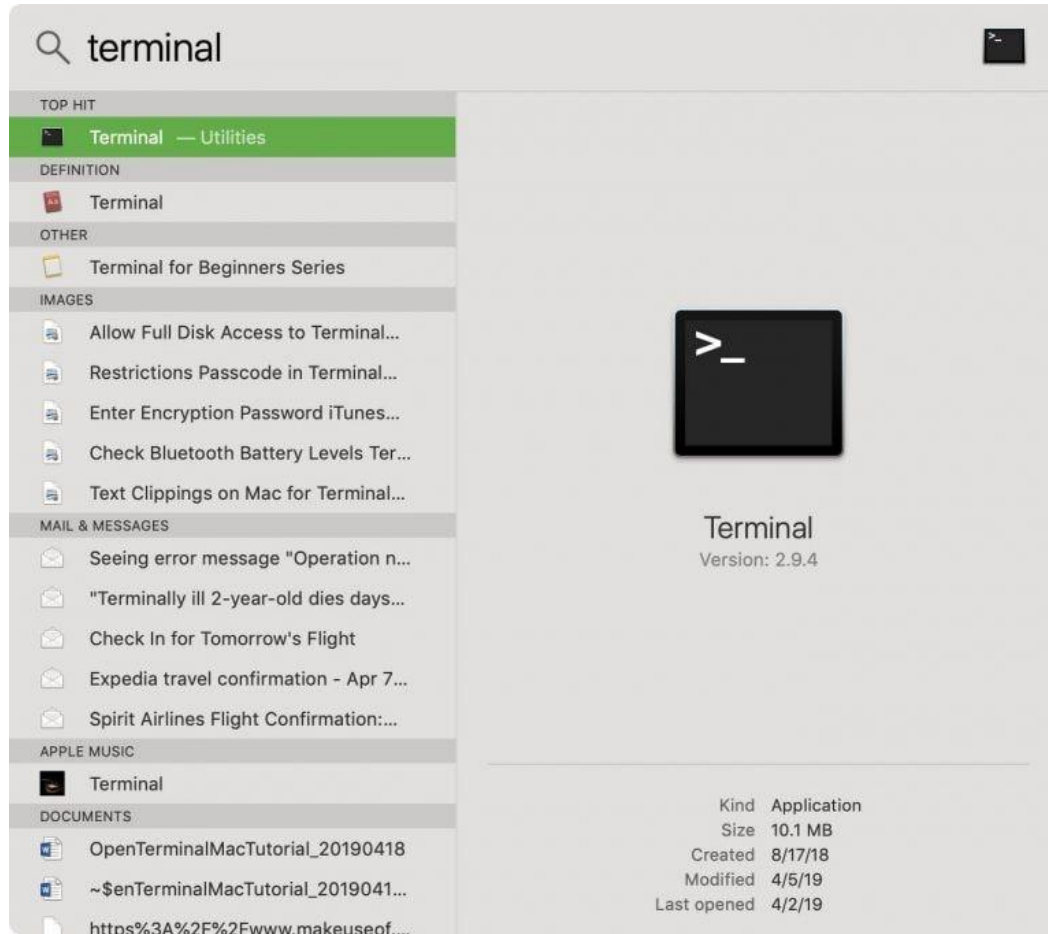 terminal
TOP HIT
Terminal — Utilities
DEFINITION
Terminal
OTHER
Terminal for Beginners Series
IMAGES
Allow Full Disk Access to Terminal...
Restrictions Passcode in Terminal...
Enter Encryption Password iTunes...
Check Bluetooth Battery Levels Ter...
Text Clippings on Mac for Terminal...
MAIL & MESSAGES
Seeing error message "Operation n...
"Terminally ill 2-year-old dies days...
Check In for Tomorrow's Flight
Expedia travel confirmation - Apr 7...
Spirit Airlines Flight Confirmation:...
APPLE MUSIC
Terminal
DOCUMENTS
OpenTerminalMacTutorial_20190418
~$enTerminalMacTutorial_2019041...
https%3A%2F%2Fwww.makeuseof....
>_
Terminal
Version: 2.9.4
Kind Application
Size 10.1 MB
Created 8/17/18
Modified 4/5/19
Last opened 4/2/19